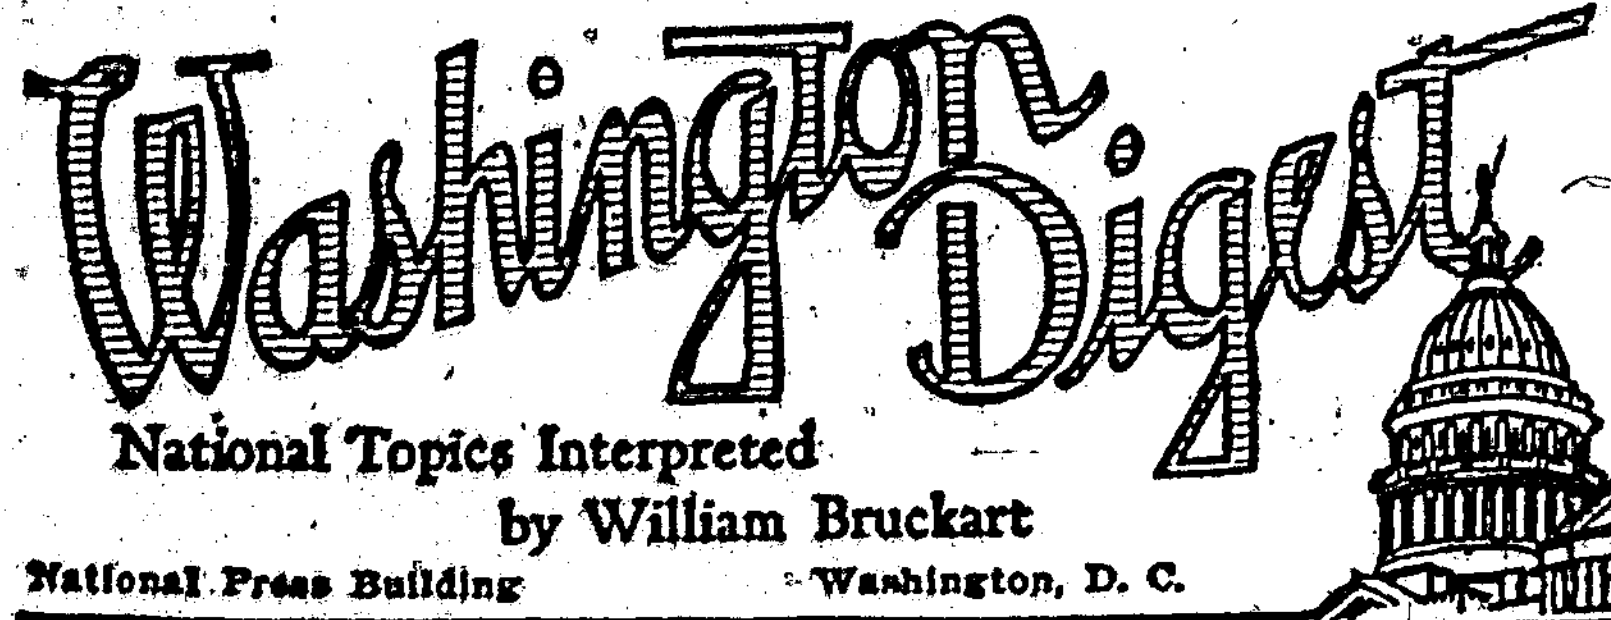 Washington Digest
National Topics Interpreted
by William Bruckart
National Press Building Washington, D. C.